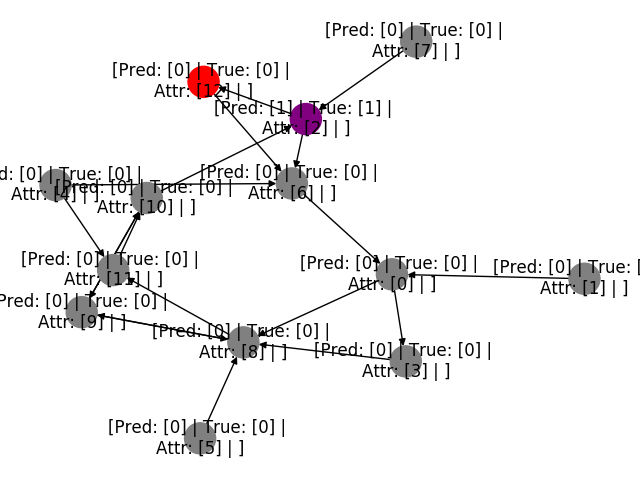 [Pred: [0] | True: [0] |
Attr: [7] | ]
[Pred: [0] | True: [0] |
Attr: [12] | ]
[Pred: [1] | True: [1] |
Attr: [2] | ]
[Pred: [0] | True: [0] |
Attr: [6] | ]
d: [0] | True: [0] |
Attr: [4] | ]
[Pred: [0] | True: [0] |
Attr: [10] | ]
[Pred: [0] | True: [0] |
Attr: [11] | ]
[Pred: [0] | True: [0] |
Attr: [0] | ]
[Pred: [0] | True: [
Attr: [1] | ]
Pred: [0] | True: [0] |
Attr: [9] | ]
[Pred: [0] | True: [0] |
Attr: [8] | ]
[Pred: [0] | True: [0] |
Attr: [3] | ]
[Pred: [0] | True: [0] |
Attr: [5] | ]